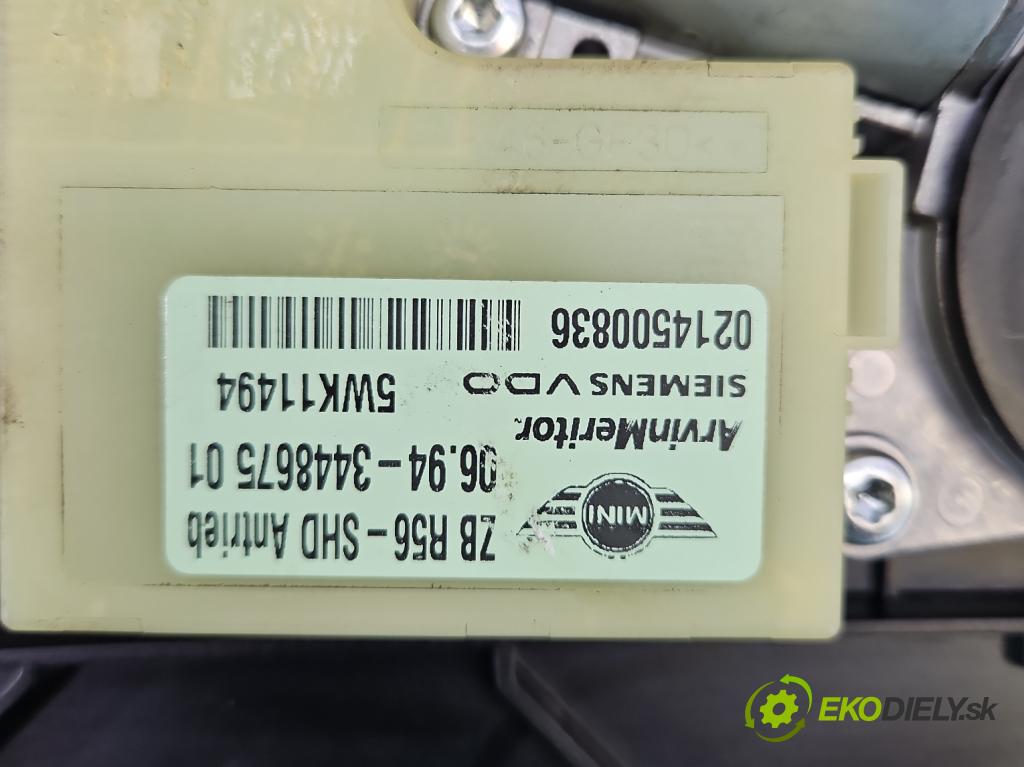 MINI
ZB R56-SHD Antrieb
06.94-3448675 01
ArvinMeritor.
SIEMENS VDO 5WK11494
0214500836
EKODIELY.sk